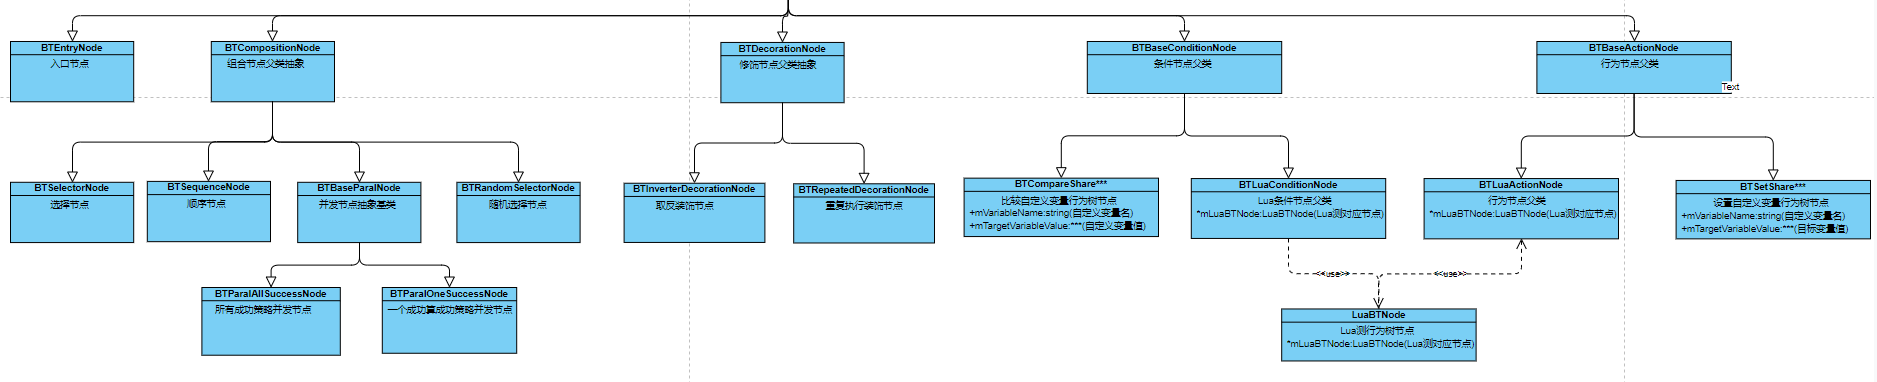 BTEntryNode
入口节点
BTCompositionNode
组合节点父类抽象
BTDecorationNode
修饰节点父类抽象
BTBaseConditionNode
条件节点父类
BTBaseActionNode
行为节点父类
Text
BTSelectorNode
选择节点
BTSequenceNode
顺序节点
BTBaseParalNode
并发节点抽象基类
BTRandomSelectorNode
随机选择节点
BTInverterDecorationNode
取反装饰节点
BTRepeatedDecorationNode
重复执行装饰节点
BTCompareShare***
比较自定义变量行为树节点
+mVariableName:string(自定义变量名)
+mTargetVariableValue:***(自定义变量值)
BTLuaConditionNode
Lua条件节点父类
*mLuaBTNode:LuaBTNode(Lua测对应节点)
BTLuaActionNode
行为节点父类
*mLuaBTNode:LuaBTNode(Lua测对应节点)
BTSetShare***
设置自定义变量行为树节点
+mVariableName:string(自定义变量名)
+mTargetVariableValue:***(目标变量值)
<<use>>
<<use>>
BTParalAllSuccessNode
所有成功策略并发节点
BTParalOneSuccessNode
一个成功算成功策略并发节点
LuaBTNode
Lua测行为树节点
*mLuaBTNode:LuaBTNode(Lua测对应节点)